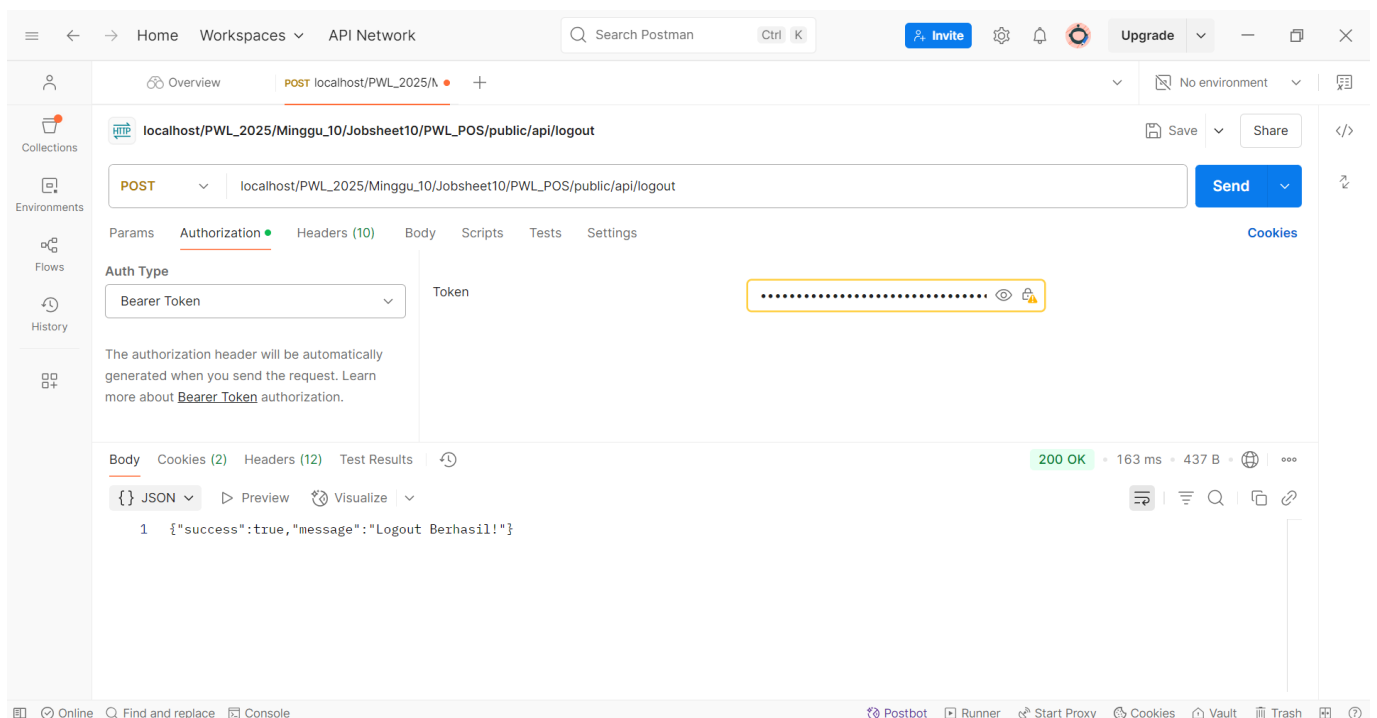 Home Workspaces API Network Search Postman Ctrl K Invite Upgrade
Overview POST localhost/PWL_2025/M No environment
HTTP localhost/PWL_2025/Minggu_10/Jobsheet10/PWL_POS/public/api/logout Save Share
Collections
POST localhost/PWL_2025/Minggu_10/Jobsheet10/PWL_POS/public/api/logout Send
Environments
Params Authorization Headers (10) Body Scripts Tests Settings Cookies
Flows
Auth Type
Bearer Token
Token
History
The authorization header will be automatically
generated when you send the request. Learn
more about Bearer Token authorization.
Body Cookies (2) Headers (12) Test Results 200 OK 163 ms 437 B
{} JSON Preview Visualize
1 {"success":true,"message":"Logout Berhasil!"}
Online Find and replace Console Postbot Runner Start Proxy Cookies Vault Trash